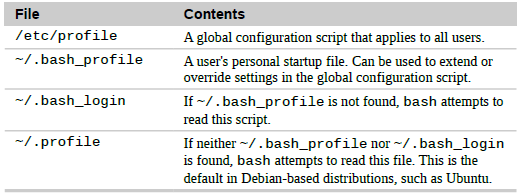 File Contents
/etc/profile A global configuration script that applies to all users.
~/.bash_profile A user's personal startup file. Can be used to extend or
override settings in the global configuration script.
~/.bash_login If ~/.bash_profile is not found, bash attempts to
read this script.
~/.profile If neither ~/.bash_profile nor ~/.bash_login
is found, bash attempts to read this file. This is the
default in Debian-based distributions, such as Ubuntu.